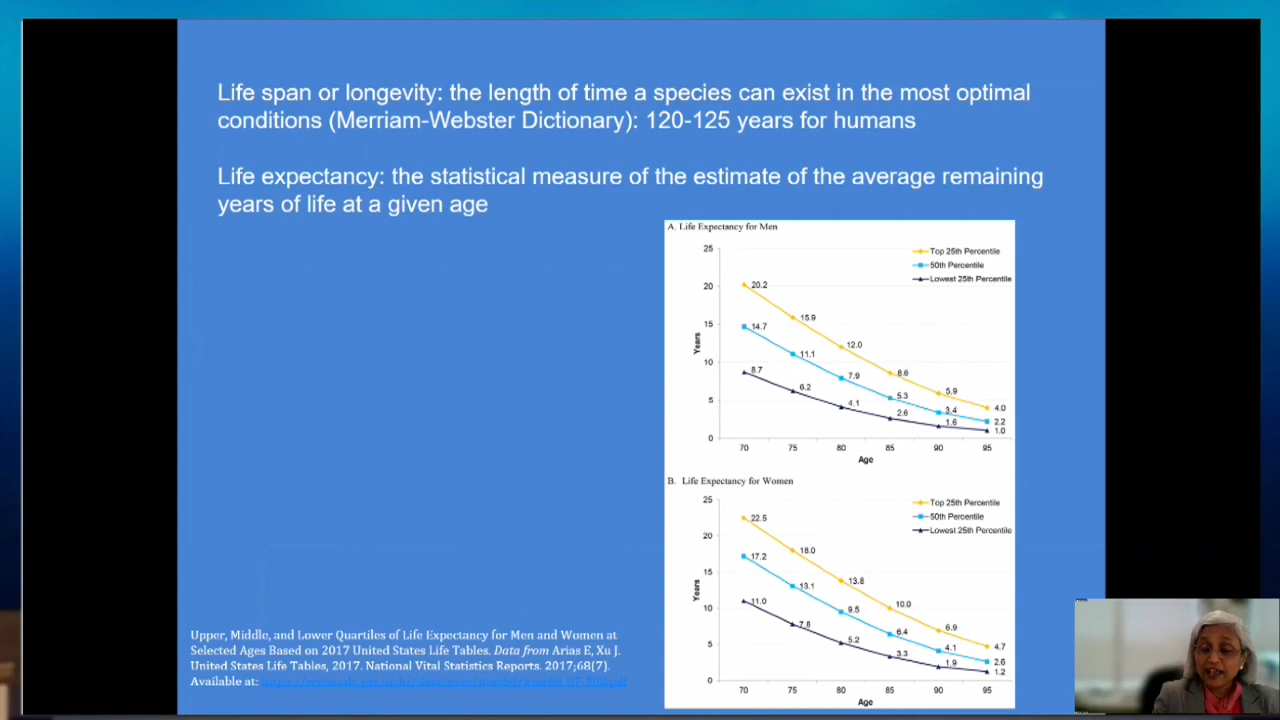 Life span or longevity: the length of time a species can exist in the most optimal
conditions (Merriam-Webster Dictionary): 120-125 years for humans
Life expectancy: the statistical measure of the estimate of the average remaining
years of life at a given age
A. Life Expectancy for Men
25
20
15
10
5
0
Years
Top 25th Percentile
50th Percentile
Lowest 25th Percentile
20.2
15.9
12.0
8.6
5.9
4.0
14.7
11.1
7.9
5.3
3.4
2.2
8.7
6.2
4.1
2.6
1.6
1.0
70 75 80 85 90 95
Age
B. Life Expectancy for Women
25
20
15
10
5
0
Years
Top 25th Percentile
50th Percentile
Lowest 25th Percentile
22.5
18.0
13.8
10.0
6.9
4.7
17.2
13.1
9.5
6.4
4.1
2.6
11.0
7.8
5.2
3.3
1.9
1.2
70 75 80 85 90 95
Age
Upper, Middle, and Lower Quartiles of Life Expectancy for Men and Women at
Selected Ages Based on 2017 United States Life Tables. Data from Arias E, Xu J.
United States Life Tables, 2017. National Vital Statistics Reports. 2017;68(7).
Available at: